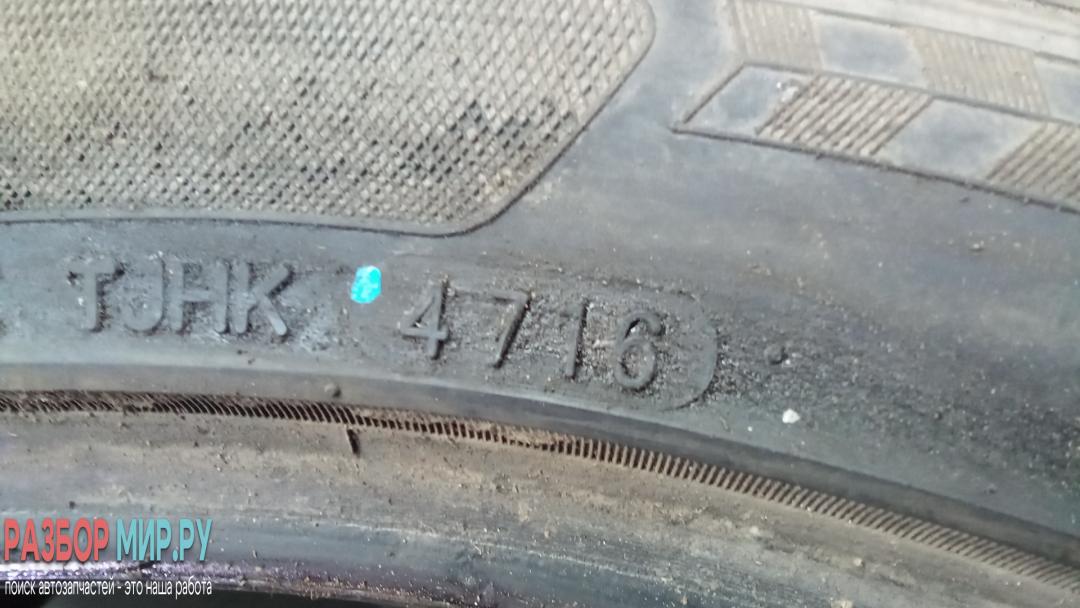 TJHK 4716
РАЗБОР МИР.РУ
поиск автозапчастей - это наша работа